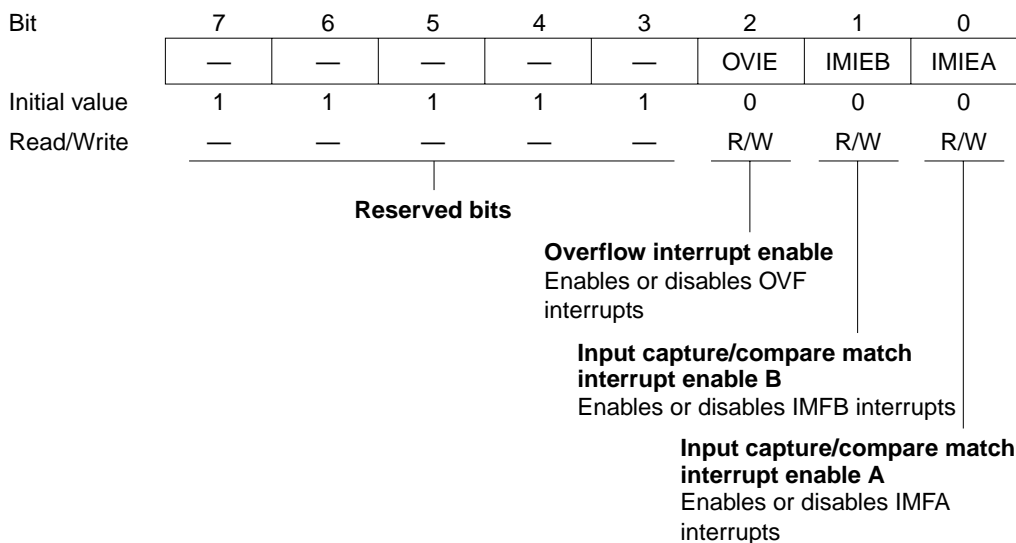 Bit 7 6 5 4 3 2 1 0
— — — — — OVIE IMIEB IMIEA
Initial value 1 1 1 1 1 0 0 0
Read/Write — — — — — R/W R/W R/W
Reserved bits
Overflow interrupt enable
Enables or disables OVF
interrupts
Input capture/compare match
interrupt enable B
Enables or disables IMFB interrupts
Input capture/compare match
interrupt enable A
Enables or disables IMFA
interrupts